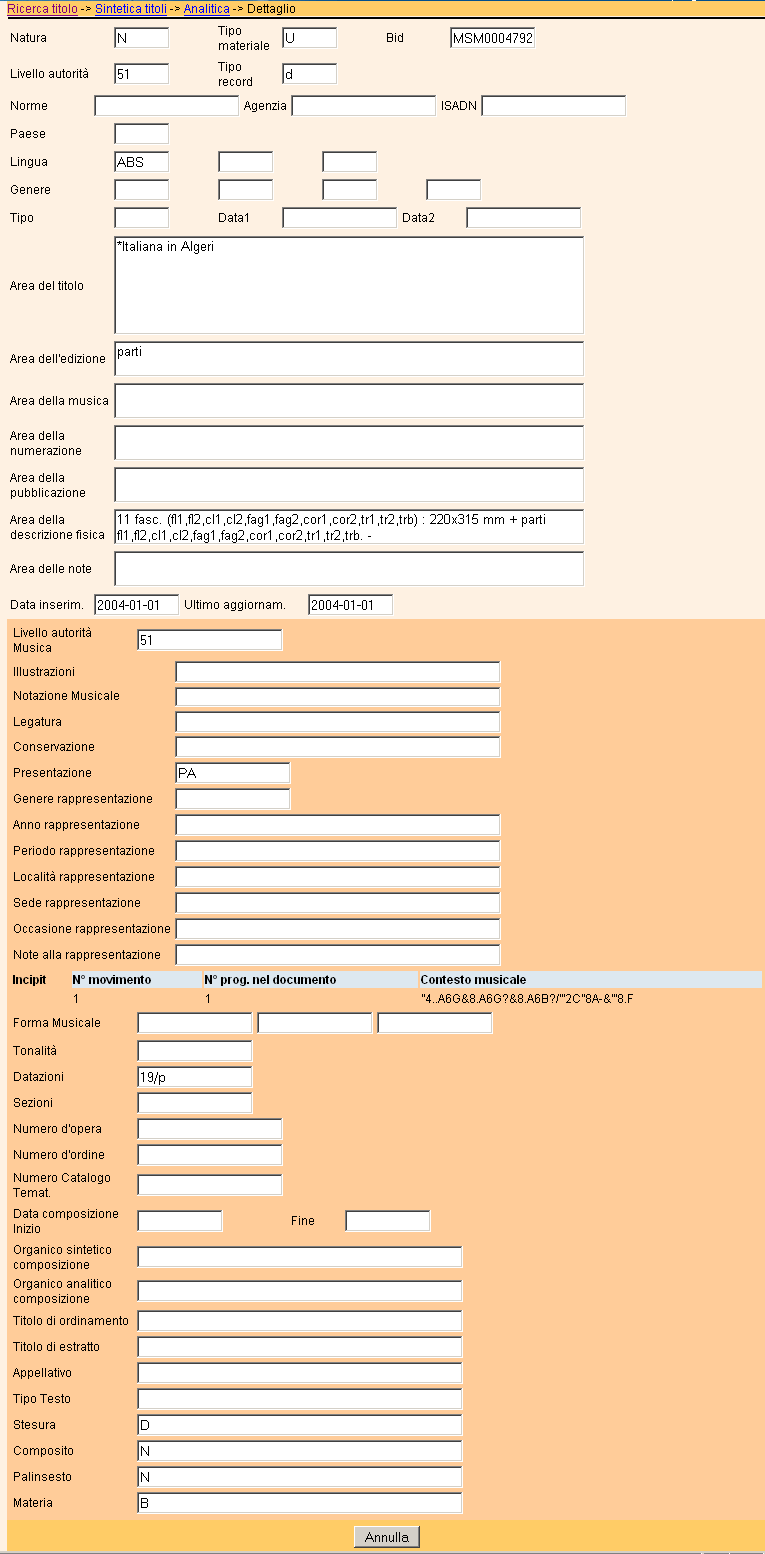 Ricerca titolo -> Sintetica titoli -> Analitica -> Dettaglio
Natura N Tipo materiale U Bid MSM0004792
Livello autorità 51 Tipo record d
Norme Agenzia ISADN
Paese
Lingua ABS
Genere
Tipo Data1 Data2
Area del titolo *Italiana in Algeri
Area dell'edizione parti
Area della musica
Area della numerazione
Area della pubblicazione
Area della descrizione fisica 11 fasc. (fl1,fl2,cl1,cl2,fag1,fag2,cor1,cor2,tr1,tr2,trb) : 220x315 mm + parti
fl1,fl2,cl1,cl2,fag1,fag2,cor1,cor2,tr1,tr2,trb. -
Area delle note
Data inserim. 2004-01-01 Ultimo aggiornam. 2004-01-01
Livello autorità Musica 51
Illustrazioni
Notazione Musicale
Legatura
Conservazione
Presentazione PA
Genere rappresentazione
Anno rappresentazione
Periodo rappresentazione
Località rappresentazione
Sede rappresentazione
Occasione rappresentazione
Note alla rappresentazione
Incipit N° movimento N° prog. nel documento Contesto musicale
1 1 "4..A6G&8.A6G?&8.A6B?/'"2C"8A-&'"8.F
Forma Musicale
Tonalità
Datazioni 19/p
Sezioni
Numero d'opera
Numero d'ordine
Numero Catalogo Temat.
Data composizione Inizio Fine
Organico sintetico composizione
Organico analitico composizione
Titolo di ordinamento
Titolo di estratto
Appellativo
Tipo Testo
Stesura D
Composito N
Palinsesto N
Materia B
Annulla